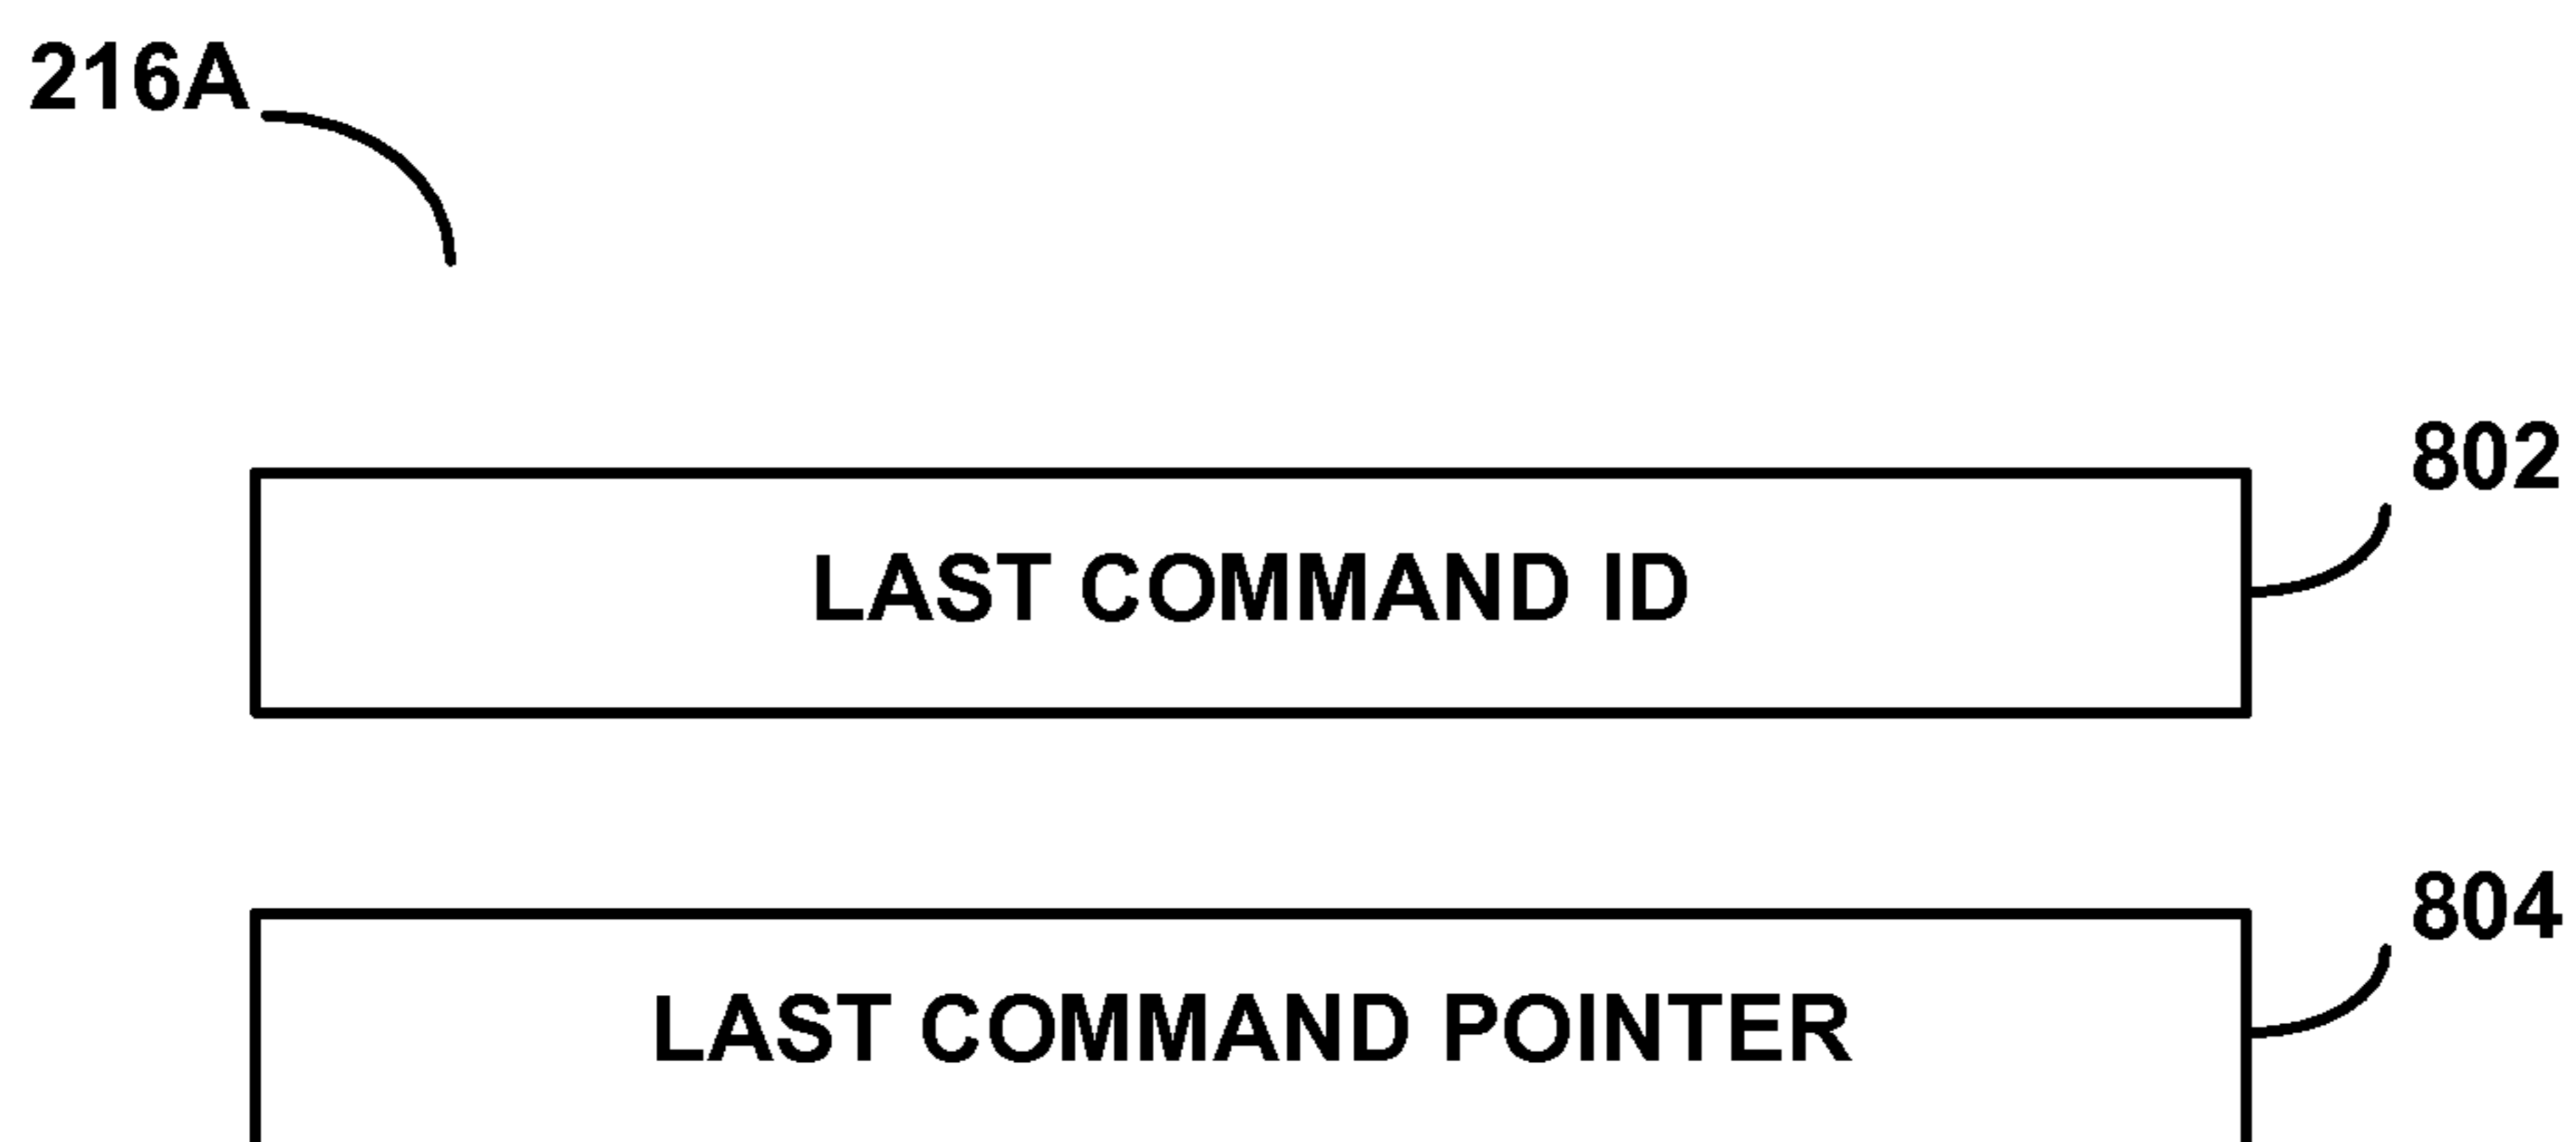 216A
802
LAST COMMAND ID
804
LAST COMMAND POINTER